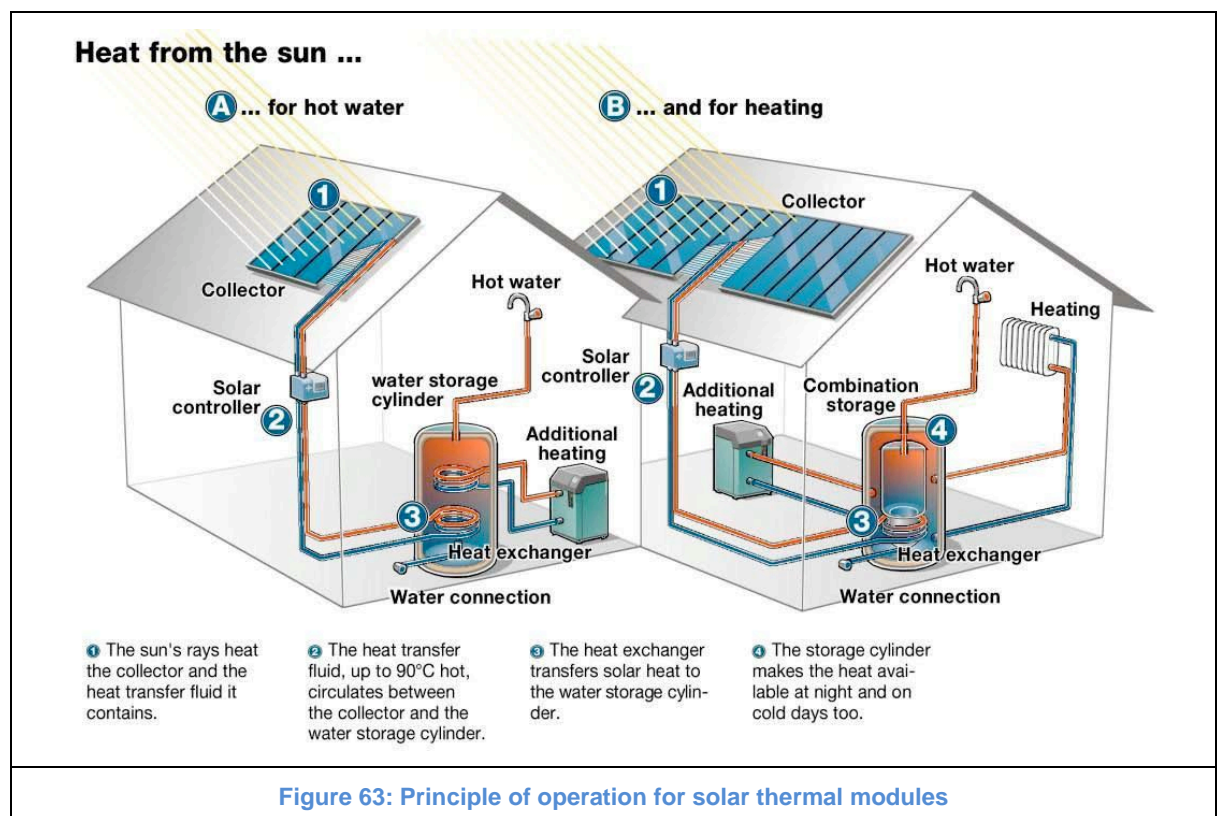 Heat from the sun ...
A ... for hot water
B ... and for heating
1
Collector
Hot water
Solar
controller
2
water storage
cylinder
Additional
heating
3
Heat exchanger
Water connection
1
Collector
Hot water
Heating
Solar
controller
2
Additional
heating
Combination
storage
4
3
Heat exchanger
Water connection
1 The sun's rays heat
the collector and the
heat transfer fluid it
contains.
2 The heat transfer
fluid, up to 90°C hot,
circulates between
the collector and the
water storage cylinder.
3 The heat exchanger
transfers solar heat to
the water storage cylin-
der.
4 The storage cylinder
makes the heat avai-
lable at night and on
cold days too.
Figure 63: Principle of operation for solar thermal modules